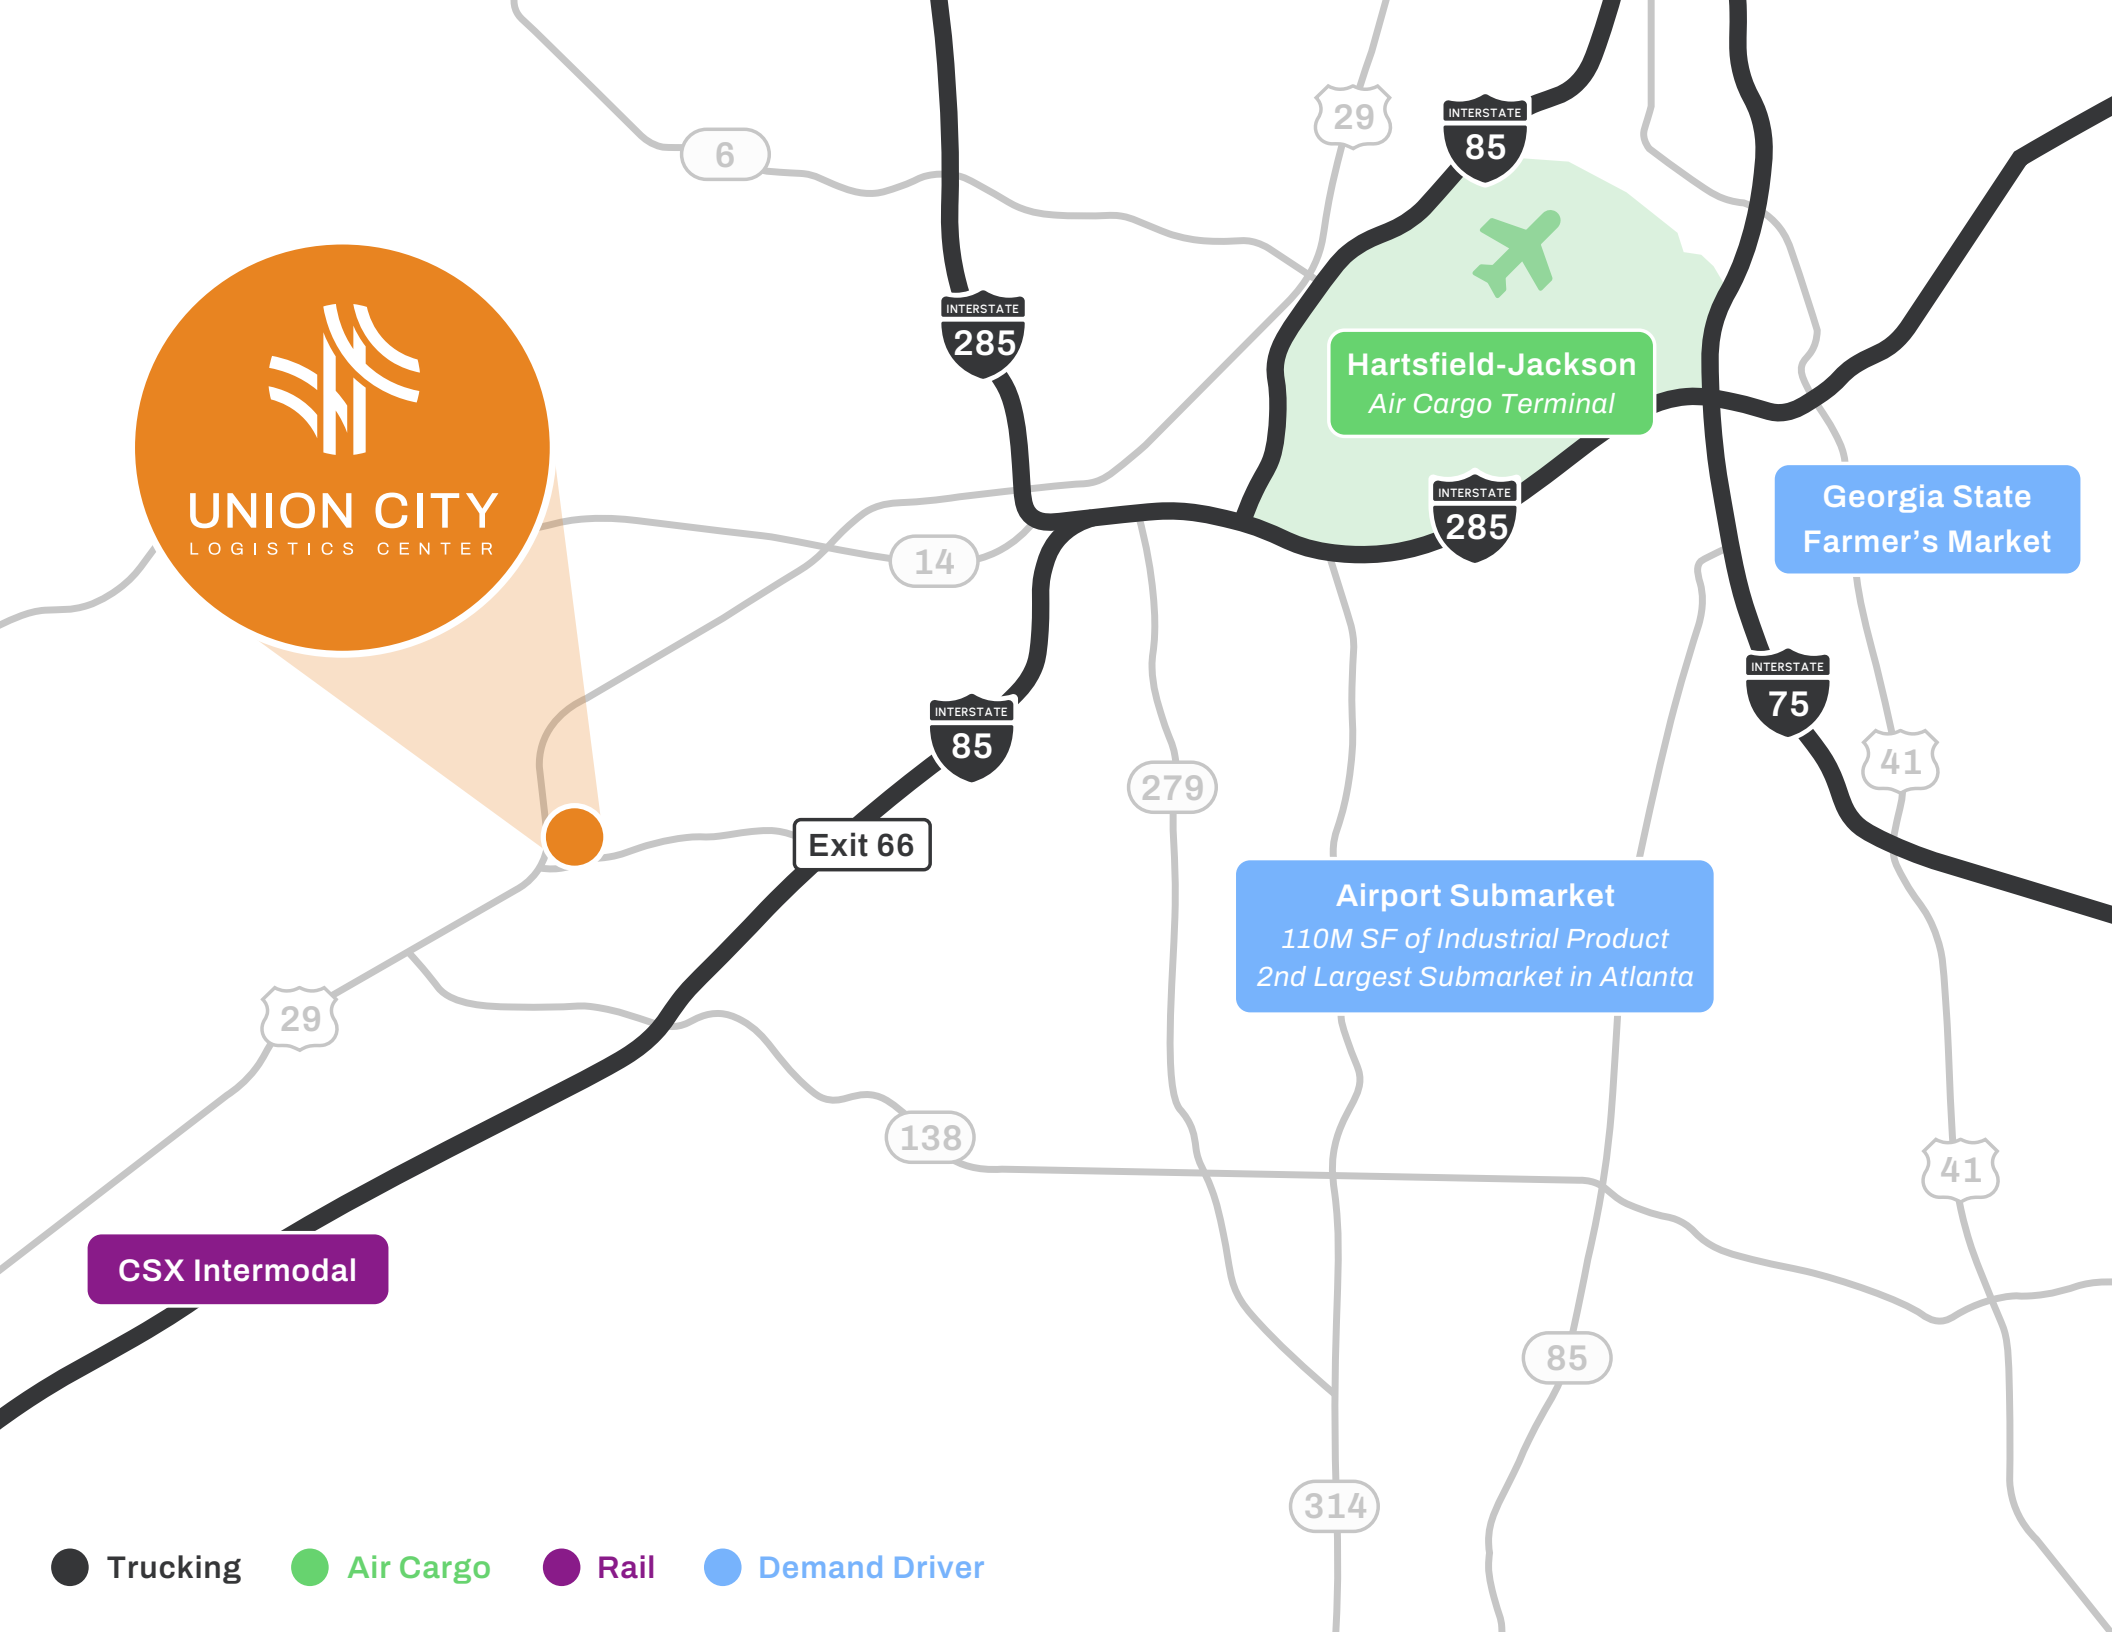 29
INTERSTATE
85
6
INTERSTATE
285
Hartsfield-Jackson
Air Cargo Terminal
UNION CITY
LOGISTICS CENTER
INTERSTATE
285
Georgia State
Farmer’s Market
14
INTERSTATE
75
INTERSTATE
85
41
279
Exit 66
Airport Submarket
110M SF of Industrial Product
2nd Largest Submarket in Atlanta
29
138
41
CSX Intermodal
85
314
Trucking
Air Cargo
Rail
Demand Driver